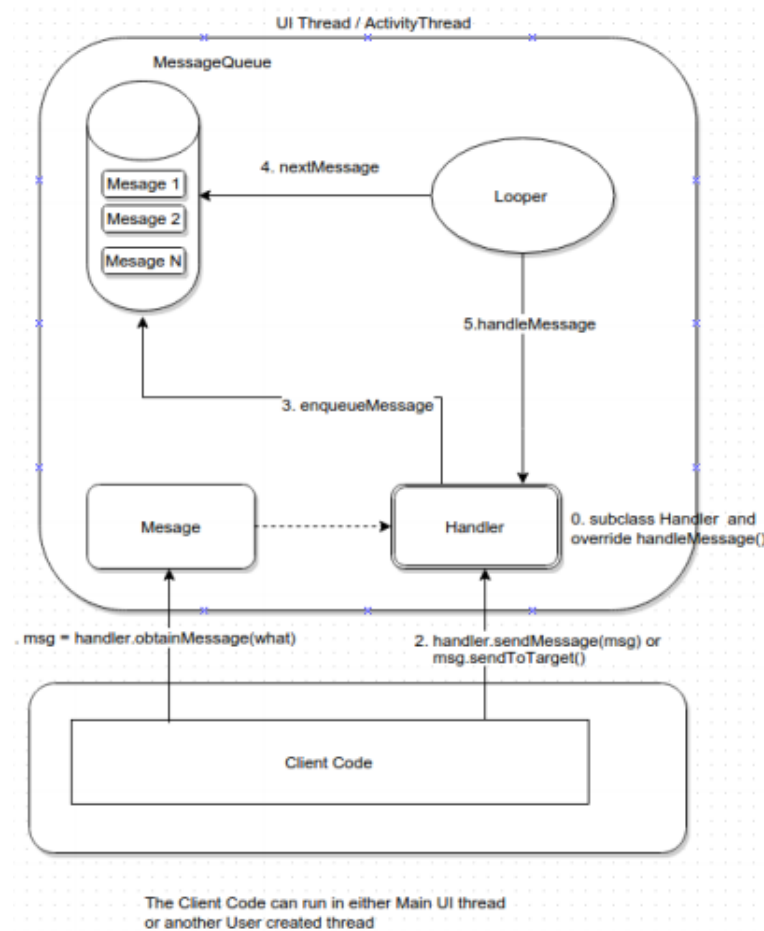 UI Thread / ActivityThread
MessageQueue
4. nextMessage
Looper
Mesage 1
Mesage 2
Mesage N
5.handleMessage
3. enqueueMessage
Mesage
Handler
0. subclass Handler and
override handleMessage()
. msg = handler.obtainMessage(what)
2. handler.sendMessage(msg) or
msg.sendToTarget()
Client Code
The Client Code can run in either Main UI thread
or another User created thread